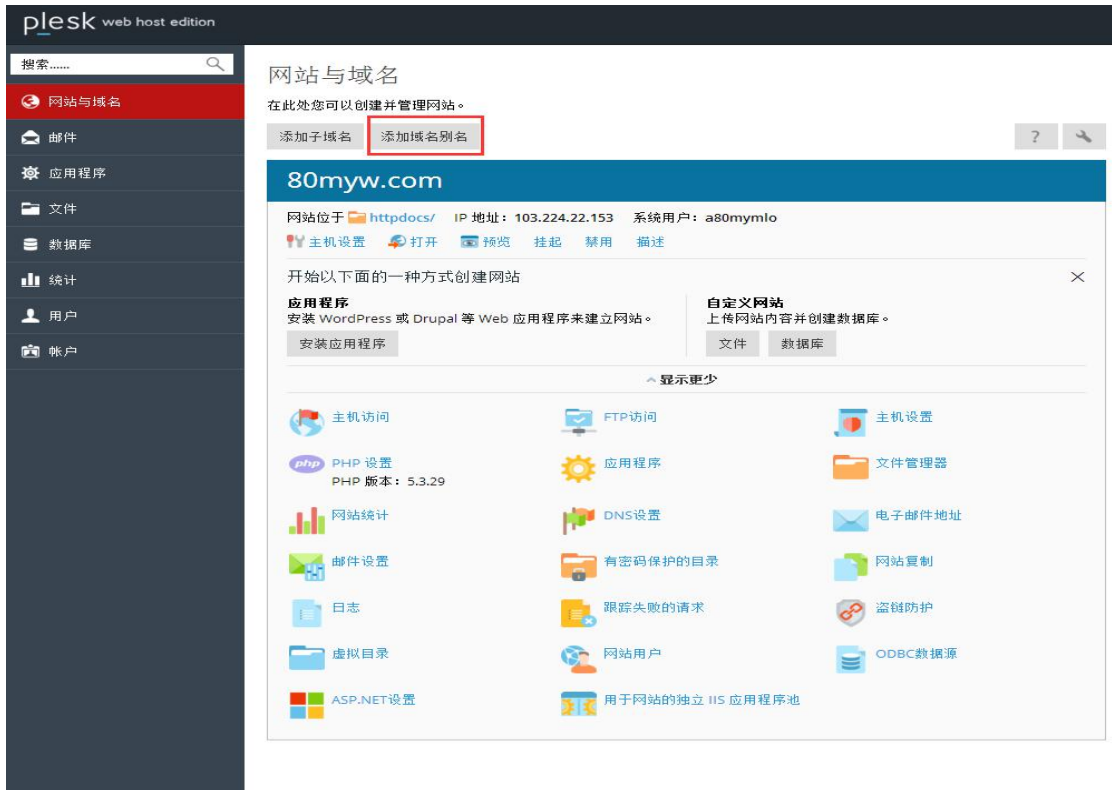 plesk web host edition
搜索......
网站与域名
邮件
应用程序
文件
数据库
统计
用户
帐户
网站与域名
在此处您可以创建并管理网站。
添加子域名 添加域名别名 ?
80myw.com
网站位于 httpdocs/ IP 地址: 103.224.22.153 系统用户: a80mymlo
主机设置 打开 预览 挂起 禁用 描述
开始以下面的一种方式创建网站
应用程序 自定义网站
安装 WordPress 或 Drupal 等 Web 应用程序来建立网站。 上传网站内容并创建数据库。
安装应用程序 文件 数据库
显示更少
主机访问 FTP访问 主机设置
php PHP 设置 应用程序 文件管理器
PHP 版本: 5.3.29
网站统计 DNS设置 电子邮件地址
邮件设置 有密码保护的目录 网站复制
日志 跟踪失败的请求 盗链防护
虚拟目录 网站用户 ODBC数据源
ASP.NET设置 用于网站的独立 IIS 应用程序池